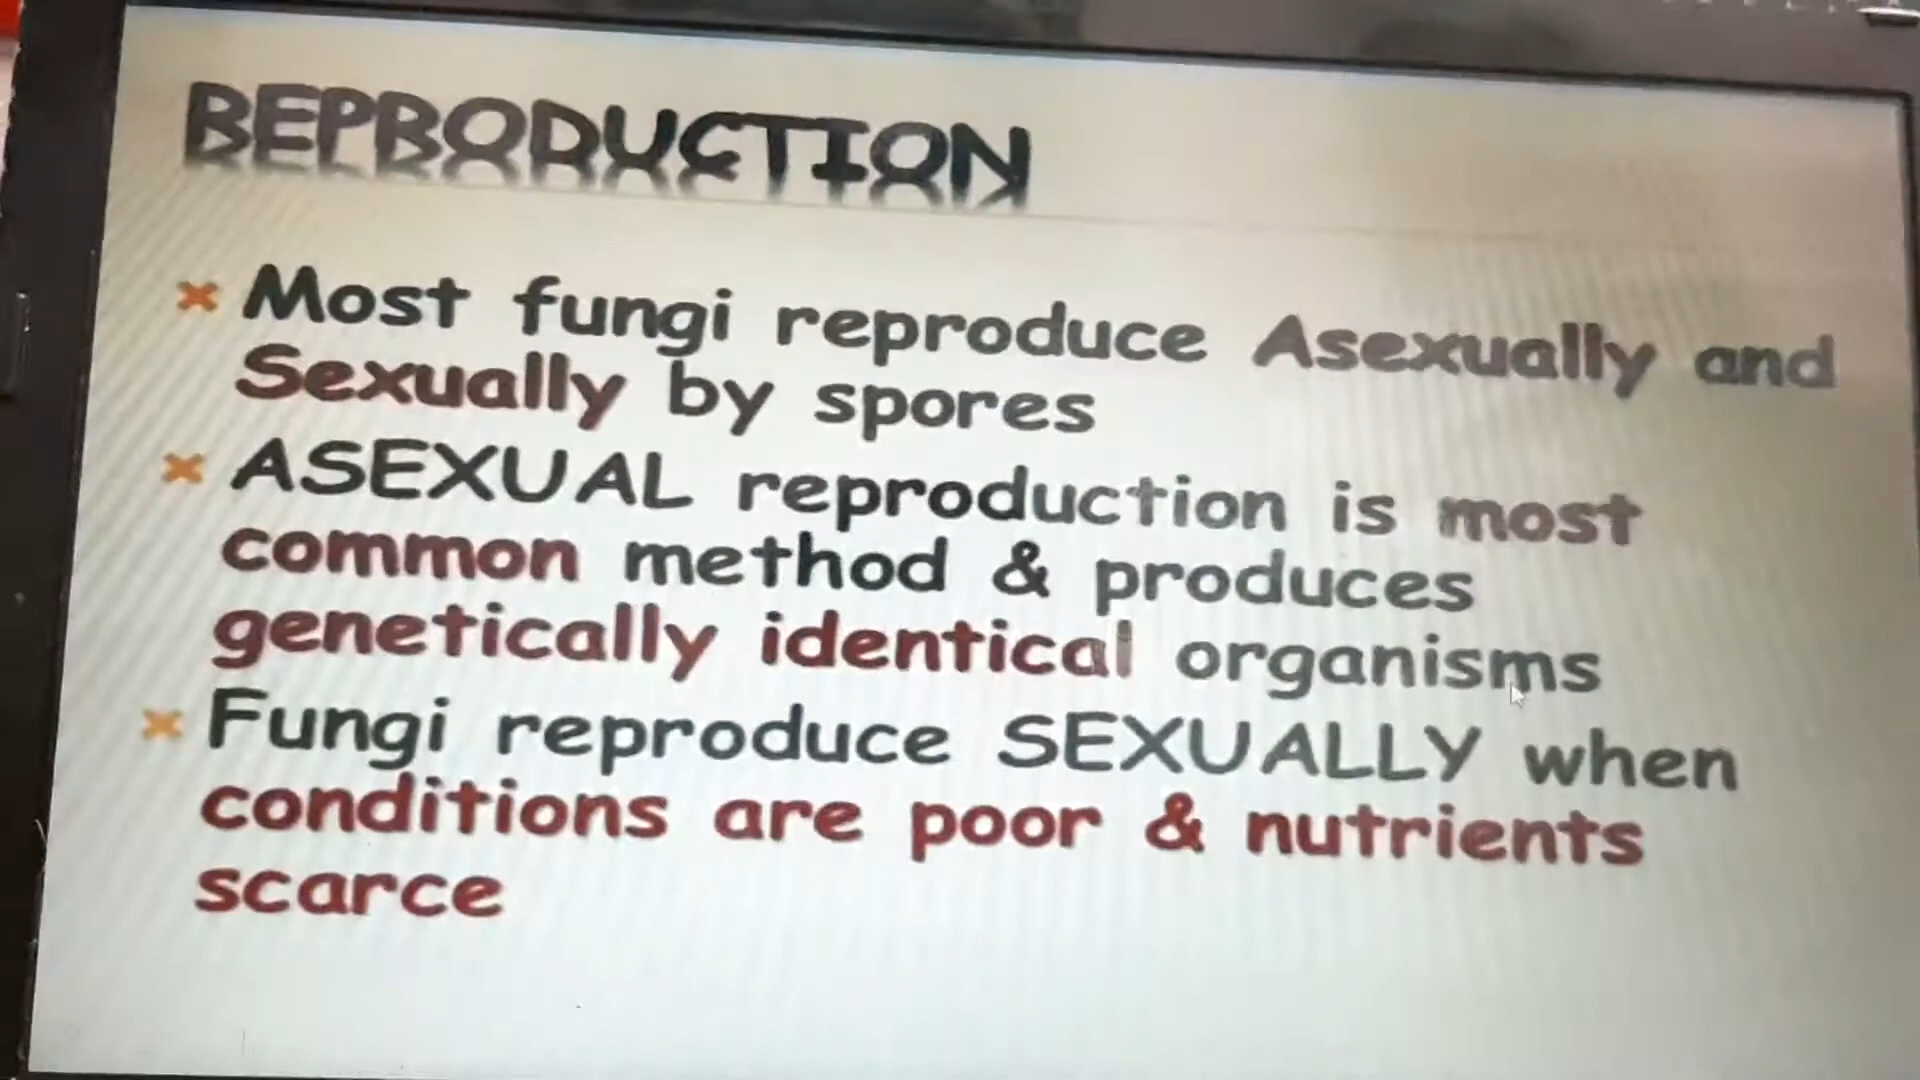 REPRODUCTION
Most fungi reproduce Asexually and
Sexually by spores
ASEXUAL reproduction is most
common method & produces
genetically identical organisms
Fungi reproduce SEXUALLY when
conditions are poor & nutrients
scarce